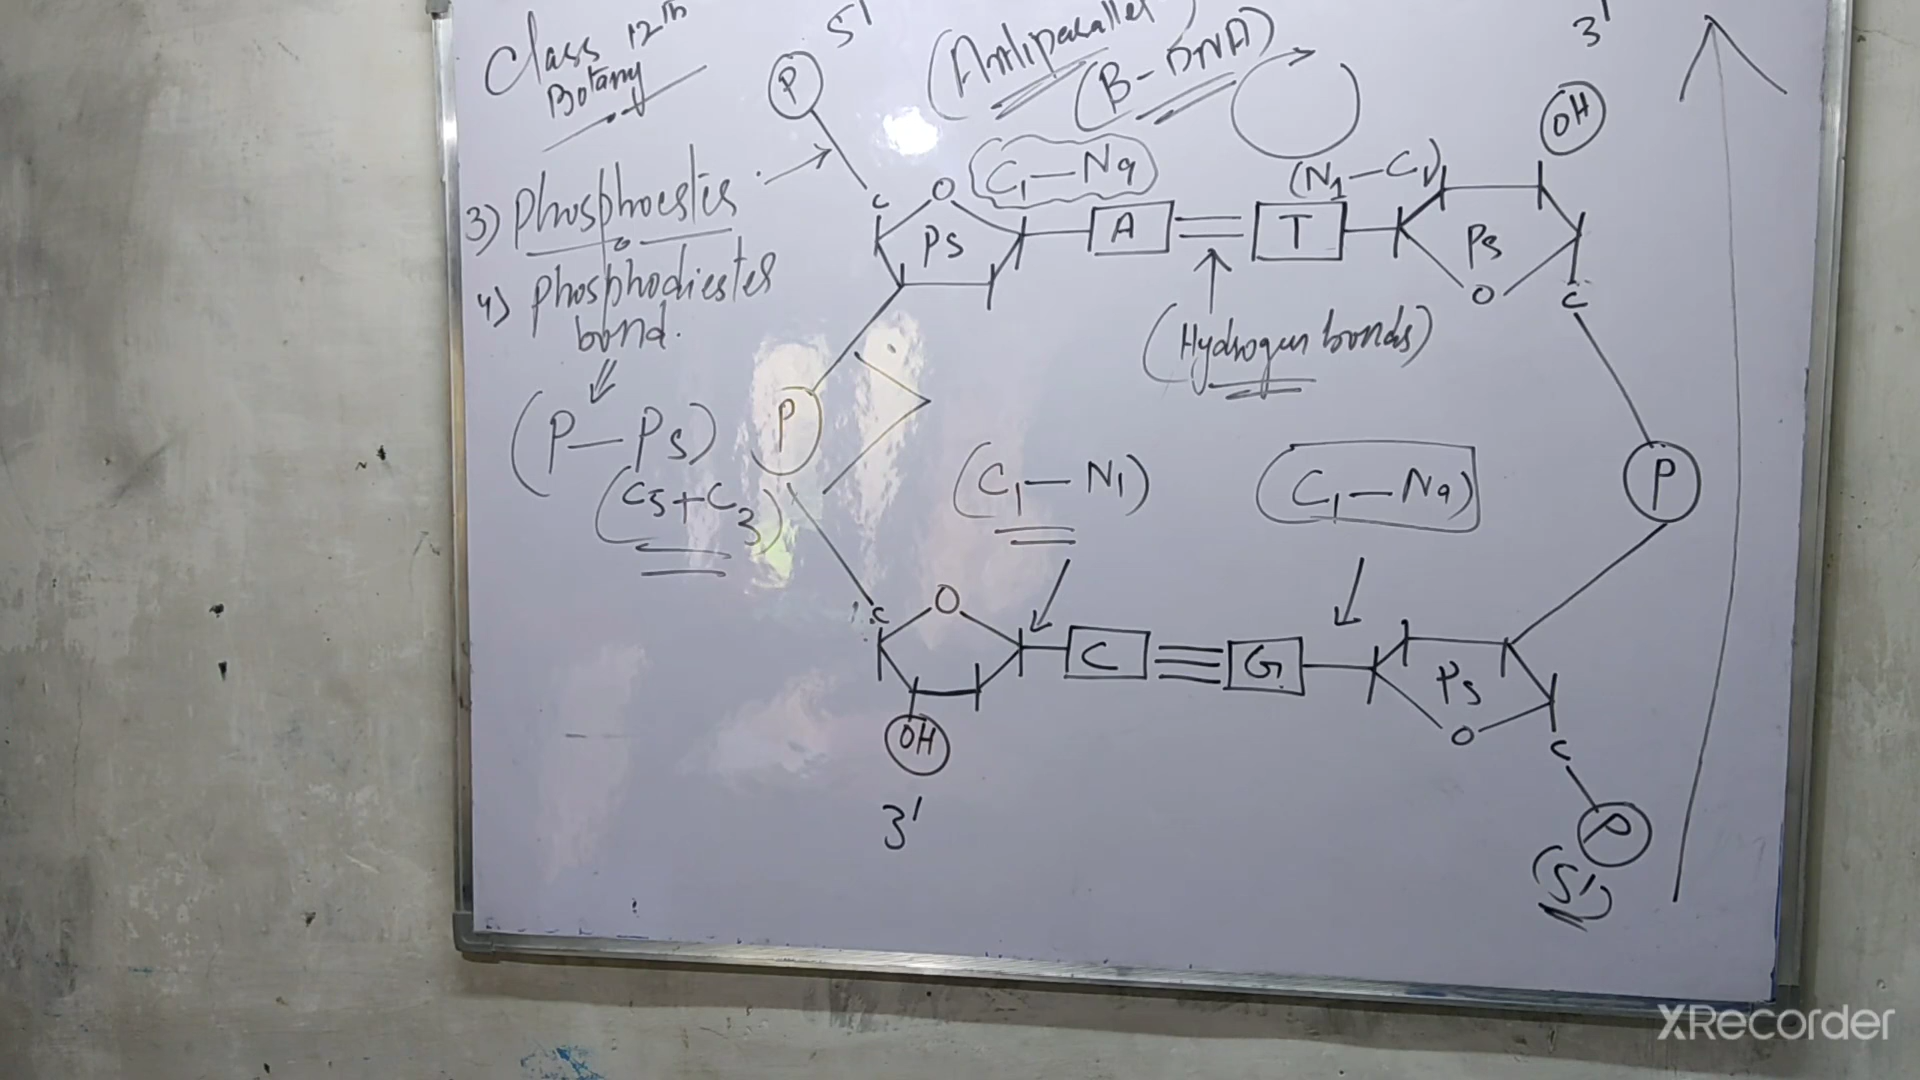 Class 12th
Botany
5'
(Antiparallel)
(B-DNA)
3'
P
OH
3) Phosphoester
C
O
C1—N9
(N1—C1)
Ps
A
T
Ps
O
C
4) Phosphodiester
bond.
(Hydrogen bonds)
(P—Ps)
P
(C5+C3)
(C1—N1)
(C1—N9)
P
C
O
C
G
Ps
O
C
OH
P
3'
(5')
XRecorder